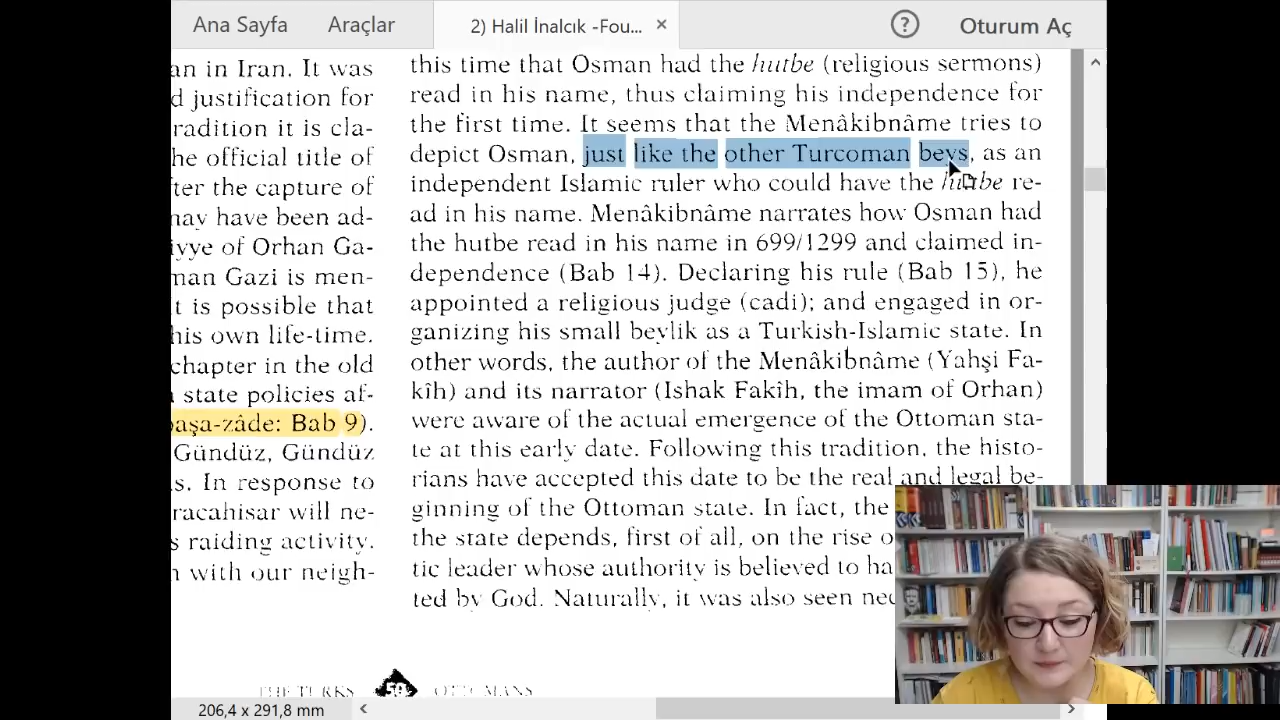 Ana Sayfa
Araçlar
2) Halil İnalcık -Fou...
Oturum Aç
an in Iran. It was
d justification for
radition it is cla-
he official title of
ter the capture of
may have been ad-
iyye of Orhan Ga-
man Gazi is men-
t is possible that
his own life-time.
chapter in the old
state policies af-
paşa-zâde: Bab 9).
Gündüz, Gündüz
s. In response to
racahisar will ne-
s raiding activity.
n with our neigh-
this time that Osman had the hutbe (religious sermons)
read in his name, thus claiming his independence for
the first time. It seems that the Menâkibnâme tries to
depict Osman, just like the other Turcoman beys, as an
independent Islamic ruler who could have the hutbe re-
ad in his name. Menâkibnâme narrates how Osman had
the hutbe read in his name in 699/1299 and claimed in-
dependence (Bab 14). Declaring his rule (Bab 15), he
appointed a religious judge (cadi); and engaged in or-
ganizing his small beylik as a Turkish-Islamic state. In
other words, the author of the Menâkibnâme (Yahşi Fa-
kîh) and its narrator (Ishak Fakîh, the imam of Orhan)
were aware of the actual emergence of the Ottoman sta-
te at this early date. Following this tradition, the histo-
rians have accepted this date to be the real and legal be-
ginning of the Ottoman state. In fact, the
the state depends, first of all, on the rise o
tic leader whose authority is believed to ha
ted by God. Naturally, it was also seen nec
THE TURKS 50 OTTOMANS
206,4 x 291,8 mm